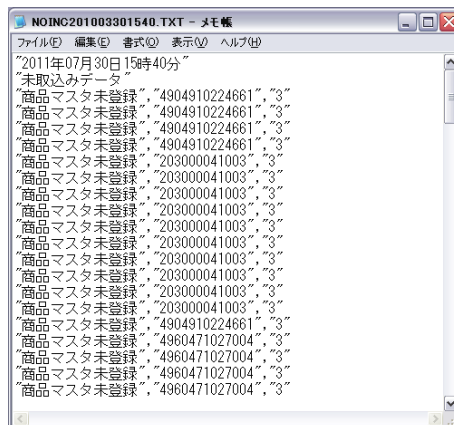 NOINC201003301540.TXT - メモ帳
ファイル(F) 編集(E) 書式(O) 表示(V) ヘルプ(H)
"2011年07月30日15時40分"
"未取込みデータ"
"商品マスタ未登録","4904910224661","3"
"商品マスタ未登録","4904910224661","3"
"商品マスタ未登録","4904910224661","3"
"商品マスタ未登録","4904910224661","3"
"商品マスタ未登録","203000041003","3"
"商品マスタ未登録","203000041003","3"
"商品マスタ未登録","203000041003","3"
"商品マスタ未登録","203000041003","3"
"商品マスタ未登録","203000041003","3"
"商品マスタ未登録","203000041003","3"
"商品マスタ未登録","203000041003","3"
"商品マスタ未登録","203000041003","3"
"商品マスタ未登録","203000041003","3"
"商品マスタ未登録","203000041003","3"
"商品マスタ未登録","4904910224661","3"
"商品マスタ未登録","4960471027004","3"
"商品マスタ未登録","4960471027004","3"
"商品マスタ未登録","4960471027004","3"
"商品マスタ未登録","4960471027004","3"